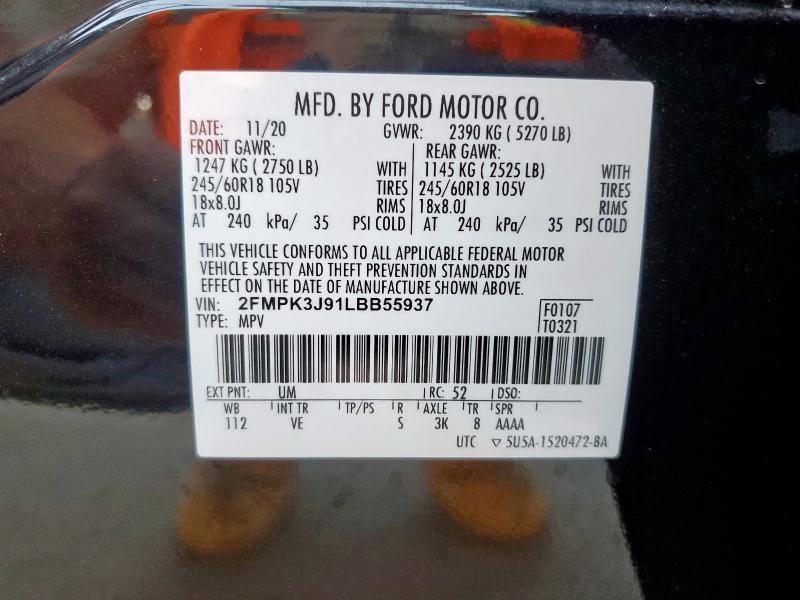 MFD. BY FORD MOTOR CO.
DATE: 11/20 GVWR: 2390 KG ( 5270 LB)
FRONT GAWR: REAR GAWR:
1247 KG ( 2750 LB) WITH 1145 KG ( 2525 LB) WITH
245/60R18 105V TIRES 245/60R18 105V TIRES
18x8.0J RIMS 18x8.0J RIMS
AT 240 kPa/ 35 PSI COLD AT 240 kPa/ 35 PSI COLD
THIS VEHICLE CONFORMS TO ALL APPLICABLE FEDERAL MOTOR
VEHICLE SAFETY AND THEFT PREVENTION STANDARDS IN
EFFECT ON THE DATE OF MANUFACTURE SHOWN ABOVE.
VIN: 2FMPK3J91LBB55937 F0107
TYPE: MPV T0321
EXT PNT: UM RC: 52 DSO:
WB INT TR TP/PS R AXLE TR SPR
112 VE S 3K 8 AAAA
UTC ▽ 5U5A-1520472-BA